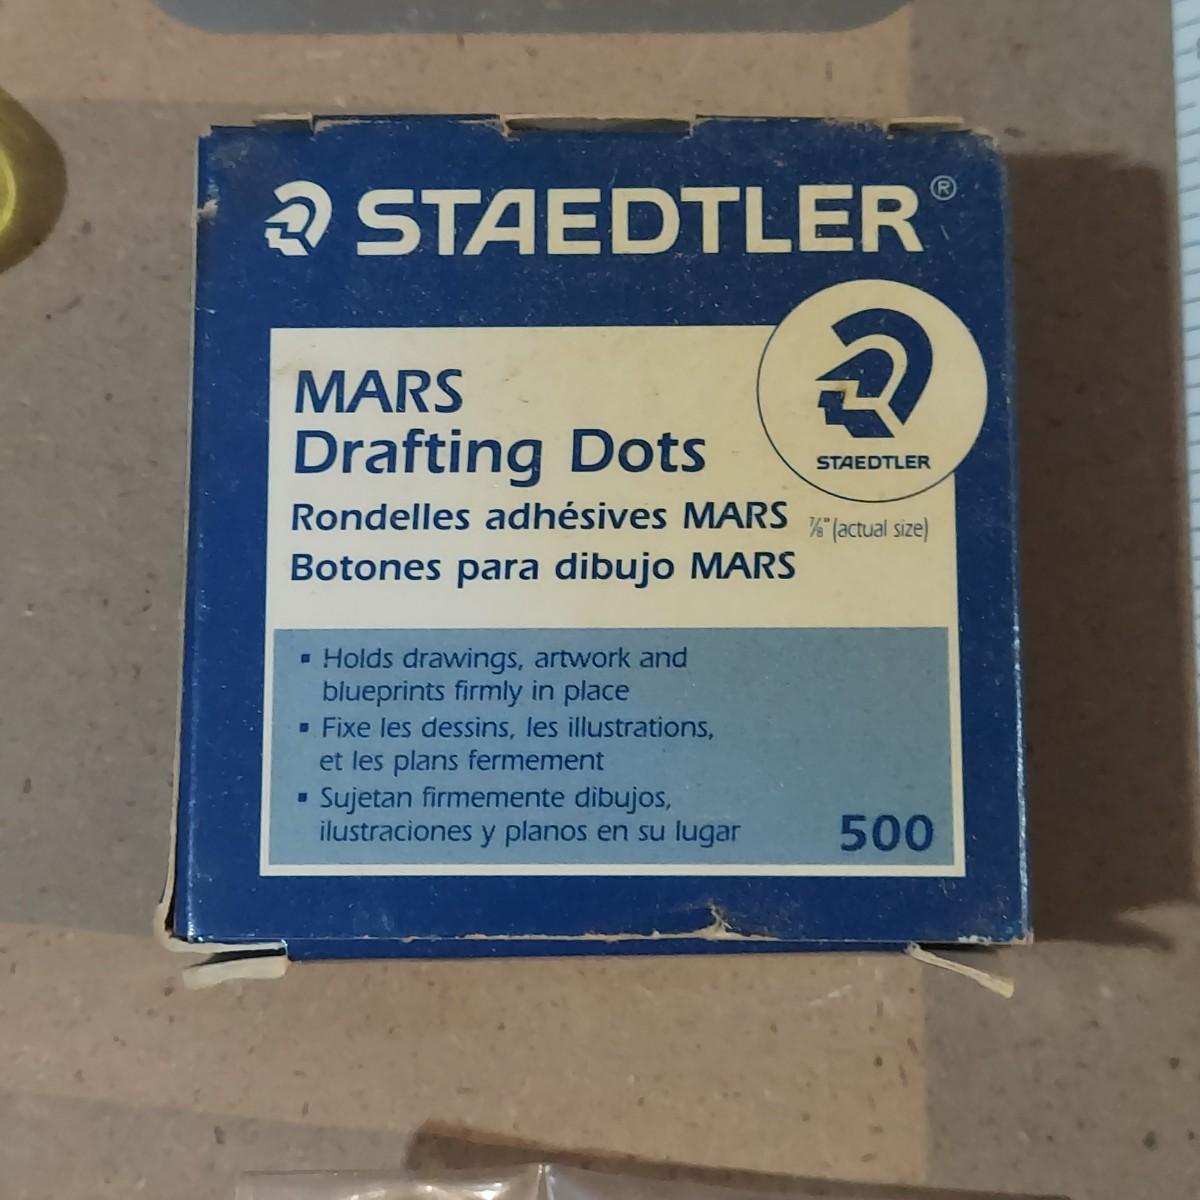 STAEDTLER®
MARS
Drafting Dots
Rondelles adhésives MARS
Botones para dibujo MARS
STAEDTLER
⅞" (actual size)
▪ Holds drawings, artwork and
blueprints firmly in place
▪ Fixe les dessins, les illustrations,
et les plans fermement
▪ Sujetan firmemente dibujos,
ilustraciones y planos en su lugar
500